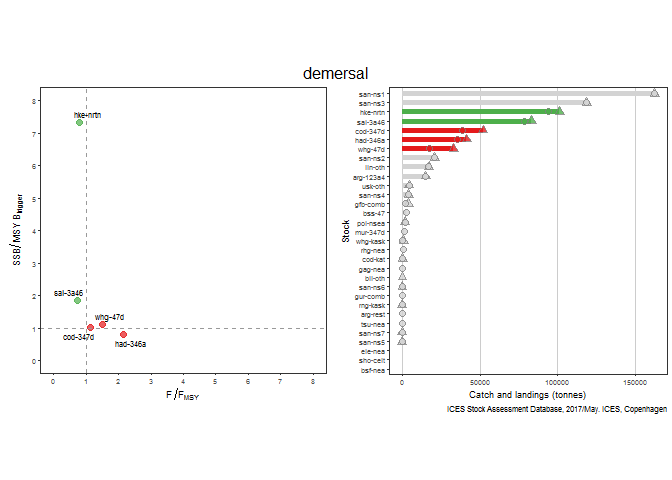 demersal
SSB/ MSY Btrigger
8
7
6
5
4
3
2
1
0
hke-nrtn
sai-3a46
whg-47d
cod-347d
had-346a
0 1 2 3 4 5 6 7 8
F /FMSY
Stock
san-ns1
san-ns3
hke-nrtn
sai-3a46
cod-347d
had-346a
whg-47d
san-ns2
lin-oth
arg-123a4
usk-oth
san-ns4
gfb-comb
bss-47
pol-nsea
mur-347d
whg-kask
rhg-nea
cod-kat
gag-nea
bli-oth
san-ns6
gur-comb
rng-kask
arg-rest
tsu-nea
san-ns7
san-ns5
ele-nea
sho-celt
bsf-nea
0 50000 100000 150000
Catch and landings (tonnes)
ICES Stock Assessment Database, 2017/May. ICES, Copenhagen